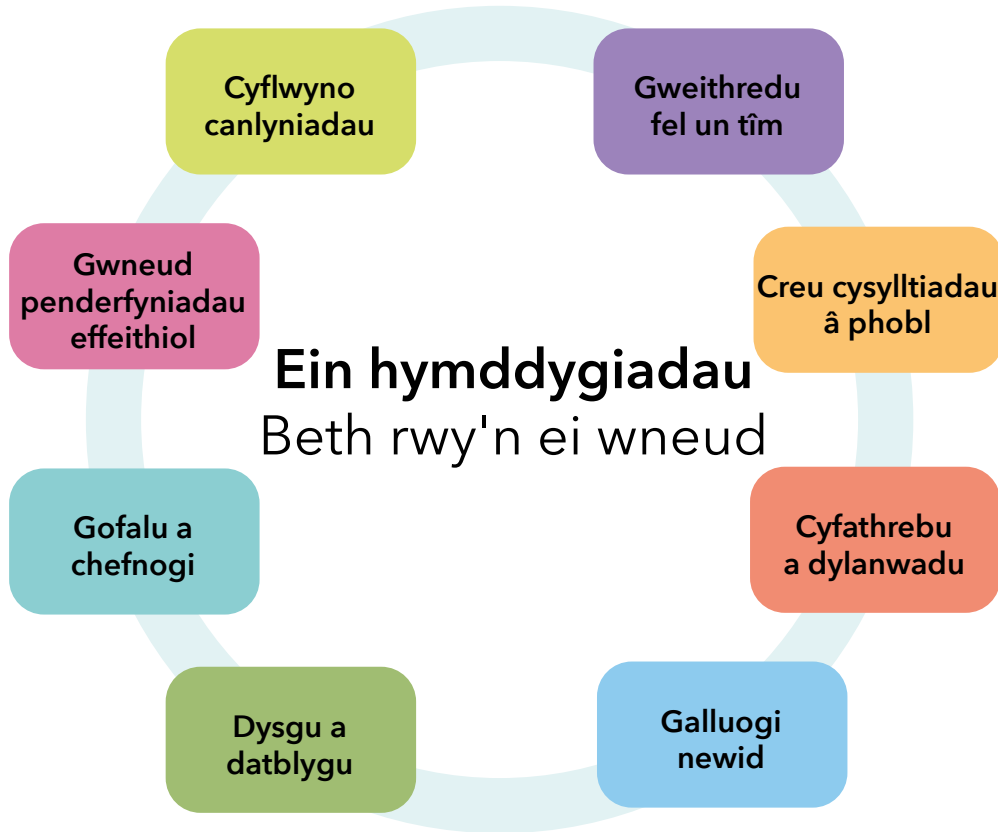 Cyflwyno
canlyniadau
Gweithredu
fel un tîm
Gwneud
penderfyniadau
effeithiol
Creu cysylltiadau
â phobl
Ein hymddygiadau
Beth rwy'n ei wneud
Gofalu a
chefnogi
Cyfathrebu
a dylanwadu
Dysgu a
datblygu
Galluogi
newid